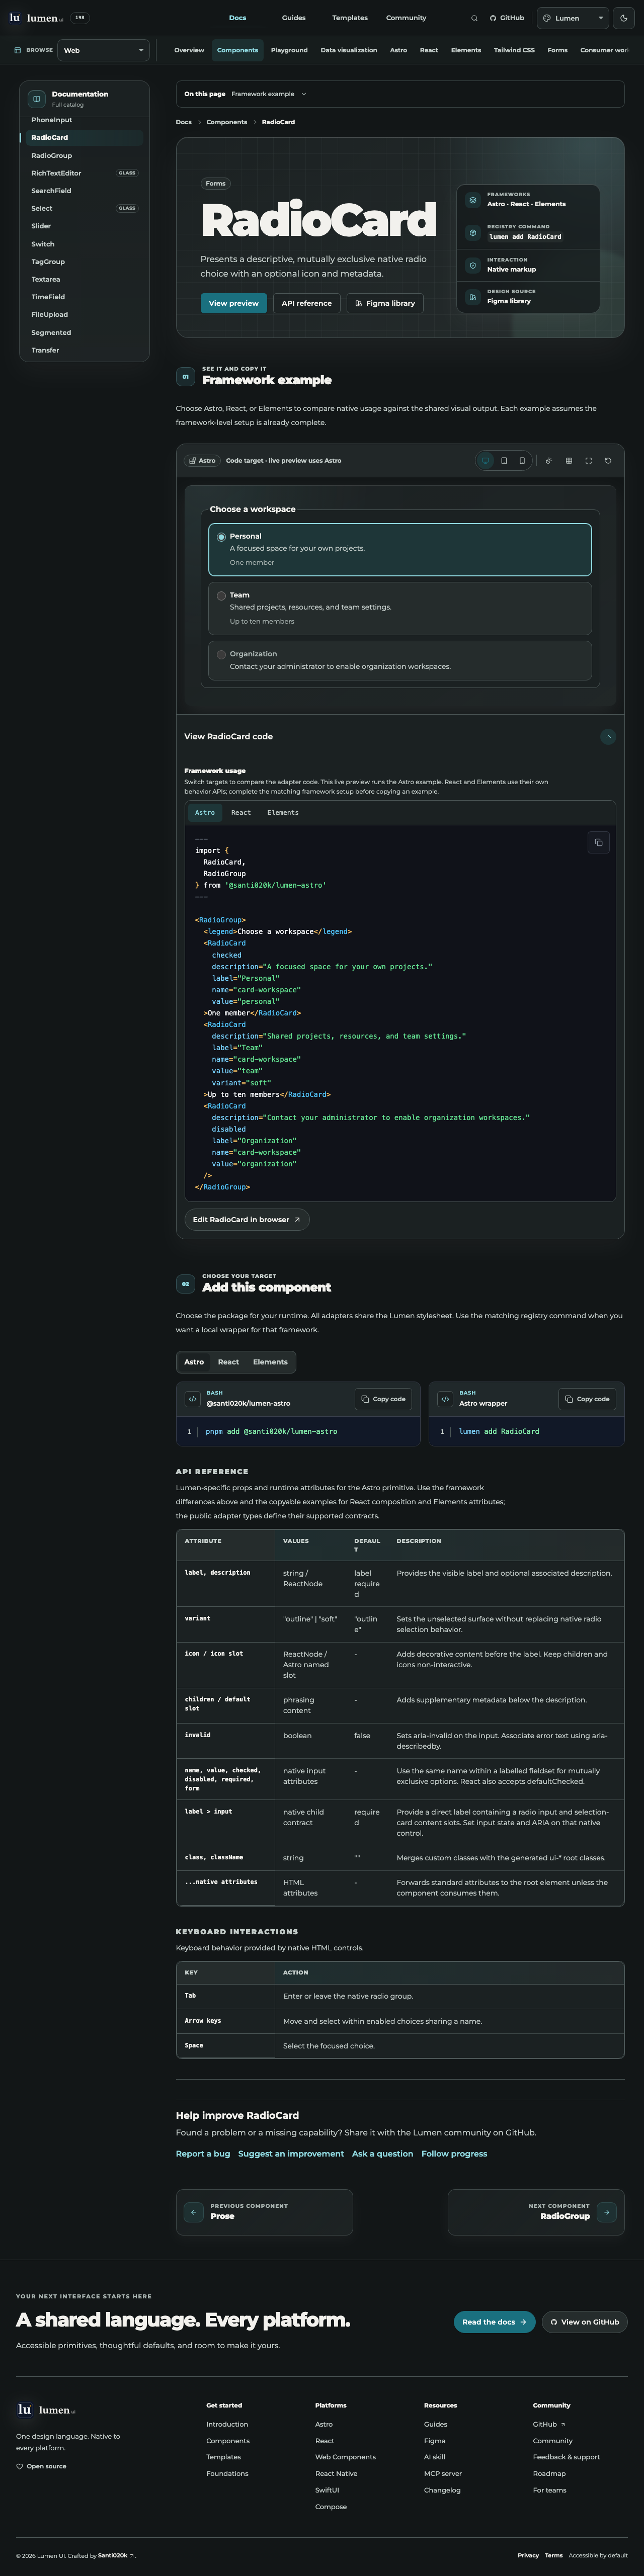 lu lumen ui 198
Docs Guides Templates Community GitHub Lumen
BROWSE Web
Overview Components Playground Data visualization Astro React Elements Tailwind CSS Forms
Documentation
Full catalog
PhoneInput
RadioCard
RadioGroup
RichTextEditor GLASS
SearchField
Select GLASS
Slider
Switch
TagGroup
Textarea
TimeField
FileUpload
Segmented
Transfer
On this page Framework example
Docs Components RadioCard
Forms
RadioCard
Presents a descriptive, mutually exclusive native radio
choice with an optional icon and metadata.
View preview API reference Figma library
FRAMEWORKS
Astro · React · Elements
REGISTRY COMMAND
lumen add RadioCard
INTERACTION
Native markup
DESIGN SOURCE
Figma library
01
SEE IT AND COPY IT
Framework example
Choose Astro, React, or Elements to compare native usage against the shared visual output. Each example assumes the
framework-level setup is already complete.
Astro Code target · live preview uses Astro
Choose a workspace
Personal
A focused space for your own projects.
One member
Team
Shared projects, resources, and team settings.
Up to ten members
Organization
Contact your administrator to enable organization workspaces.
View RadioCard code
Framework usage
Switch targets to compare the adapter code. This live preview runs the Astro example. React and Elements use their own
behavior APIs; complete the matching framework setup before copying an example.
Astro React Elements
---
import {
RadioCard,
RadioGroup
} from '@santi020k/lumen-astro'
---
<RadioGroup>
<legend>Choose a workspace</legend>
<RadioCard
checked
description="A focused space for your own projects."
label="Personal"
name="card-workspace"
value="personal"
>One member</RadioCard>
<RadioCard
description="Shared projects, resources, and team settings."
label="Team"
name="card-workspace"
value="team"
variant="soft"
>Up to ten members</RadioCard>
<RadioCard
description="Contact your administrator to enable organization workspaces."
disabled
label="Organization"
name="card-workspace"
value="organization"
/>
</RadioGroup>
Edit RadioCard in browser
02
CHOOSE YOUR TARGET
Add this component
Choose the package for your runtime. All adapters share the Lumen stylesheet. Use the matching registry command when you
want a local wrapper for that framework.
Astro React Elements
BASH
@santi020k/lumen-astro
Copy code
1 pnpm add @santi020k/lumen-astro
BASH
Astro wrapper
Copy code
1 lumen add RadioCard
API REFERENCE
Lumen-specific props and runtime attributes for the Astro primitive. Use the framework
differences above and the copyable examples for React composition and Elements attributes;
the public adapter types define their supported contracts.
ATTRIBUTE VALUES DEFAUL
T DESCRIPTION
label, description string /
ReactNode label
require
d Provides the visible label and optional associated description.
variant "outline" | "soft" "outlin
e" Sets the unselected surface without replacing native radio
selection behavior.
icon / icon slot ReactNode /
Astro named
slot - Adds decorative content before the label. Keep children and
icons non-interactive.
children / default
slot phrasing
content - Adds supplementary metadata below the description.
invalid boolean false Sets aria-invalid on the input. Associate error text using aria-
describedby.
name, value, checked,
disabled, required,
form native input
attributes - Use the same name within a labelled fieldset for mutually
exclusive options. React also accepts defaultChecked.
label > input native child
contract require
d Provide a direct label containing a radio input and selection-
card content slots. Set input state and ARIA on that native
control.
class, className string "" Merges custom classes with the generated ui-* root classes.
...native attributes HTML
attributes - Forwards standard attributes to the root element unless the
component consumes them.
KEYBOARD INTERACTIONS
Keyboard behavior provided by native HTML controls.
KEY ACTION
Tab Enter or leave the native radio group.
Arrow keys Move and select within enabled choices sharing a name.
Space Select the focused choice.
Help improve RadioCard
Found a problem or a missing capability? Share it with the Lumen community on GitHub.
Report a bug Suggest an improvement Ask a question Follow progress
PREVIOUS COMPONENT
Prose
NEXT COMPONENT
RadioGroup
YOUR NEXT INTERFACE STARTS HERE
A shared language. Every platform.
Accessible primitives, thoughtful defaults, and room to make it yours.
Read the docs View on GitHub
lu lumen ui
One design language. Native to
every platform.
Open source
Get started
Introduction
Components
Templates
Foundations
Platforms
Astro
React
Web Components
React Native
SwiftUI
Compose
Resources
Guides
Figma
AI skill
MCP server
Changelog
Community
GitHub
Community
Feedback & support
Roadmap
For teams
© 2026 Lumen UI. Crafted by Santi020k .
Privacy Terms Accessible by default